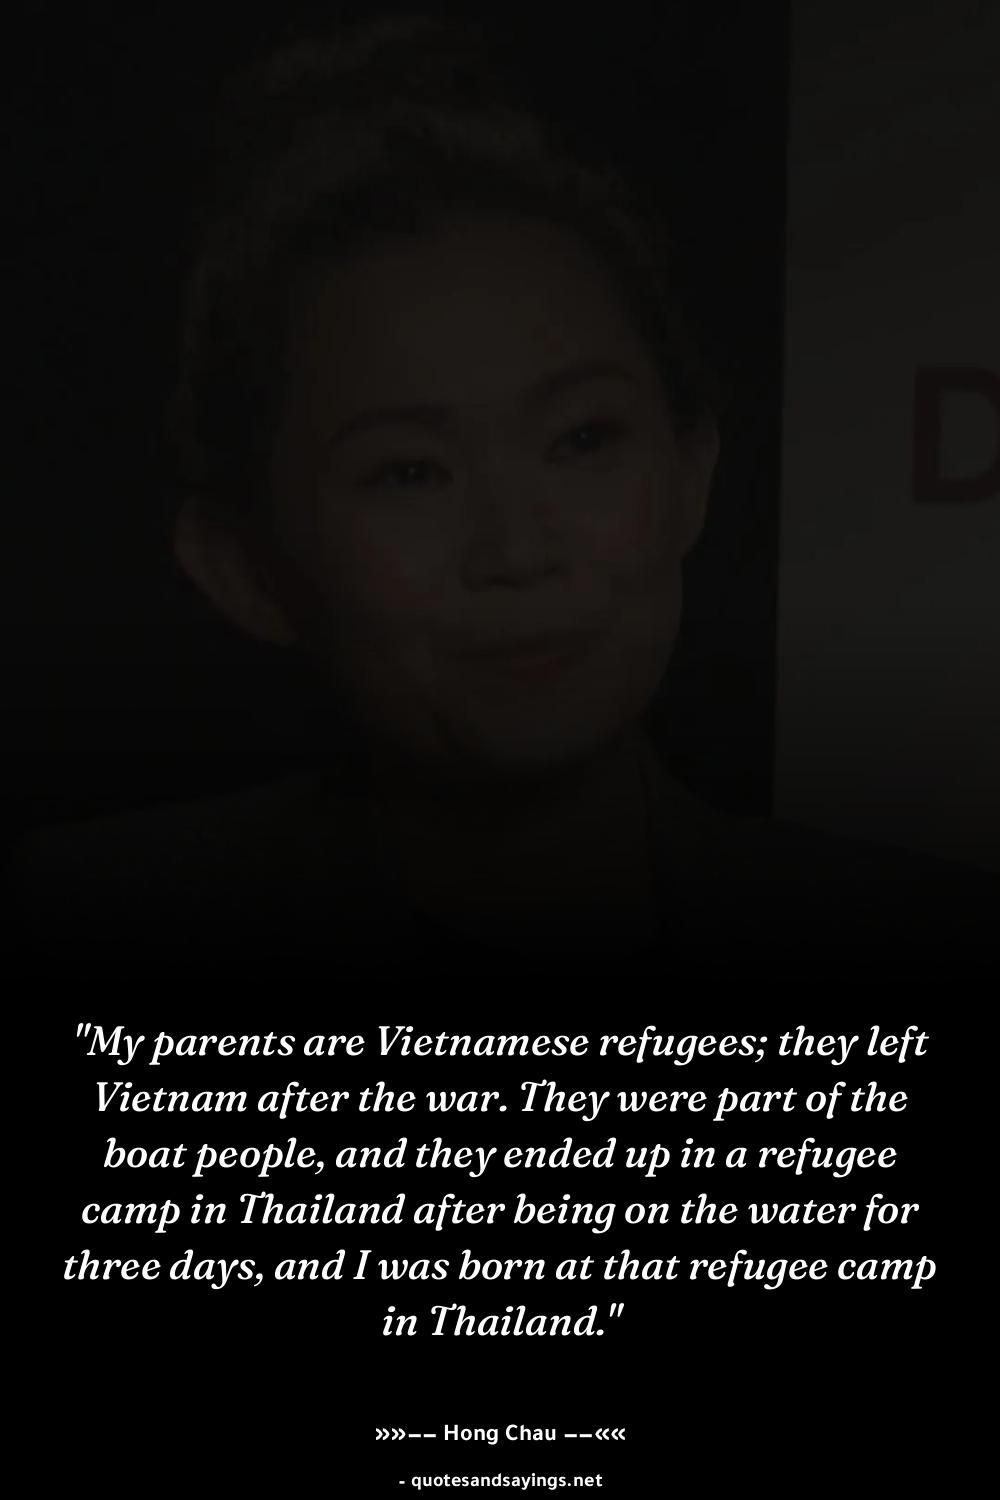 D
"My parents are Vietnamese refugees; they left
Vietnam after the war. They were part of the
boat people, and they ended up in a refugee
camp in Thailand after being on the water for
three days, and I was born at that refugee camp
in Thailand."
»»–– Hong Chau ––««
- quotesandsayings.net